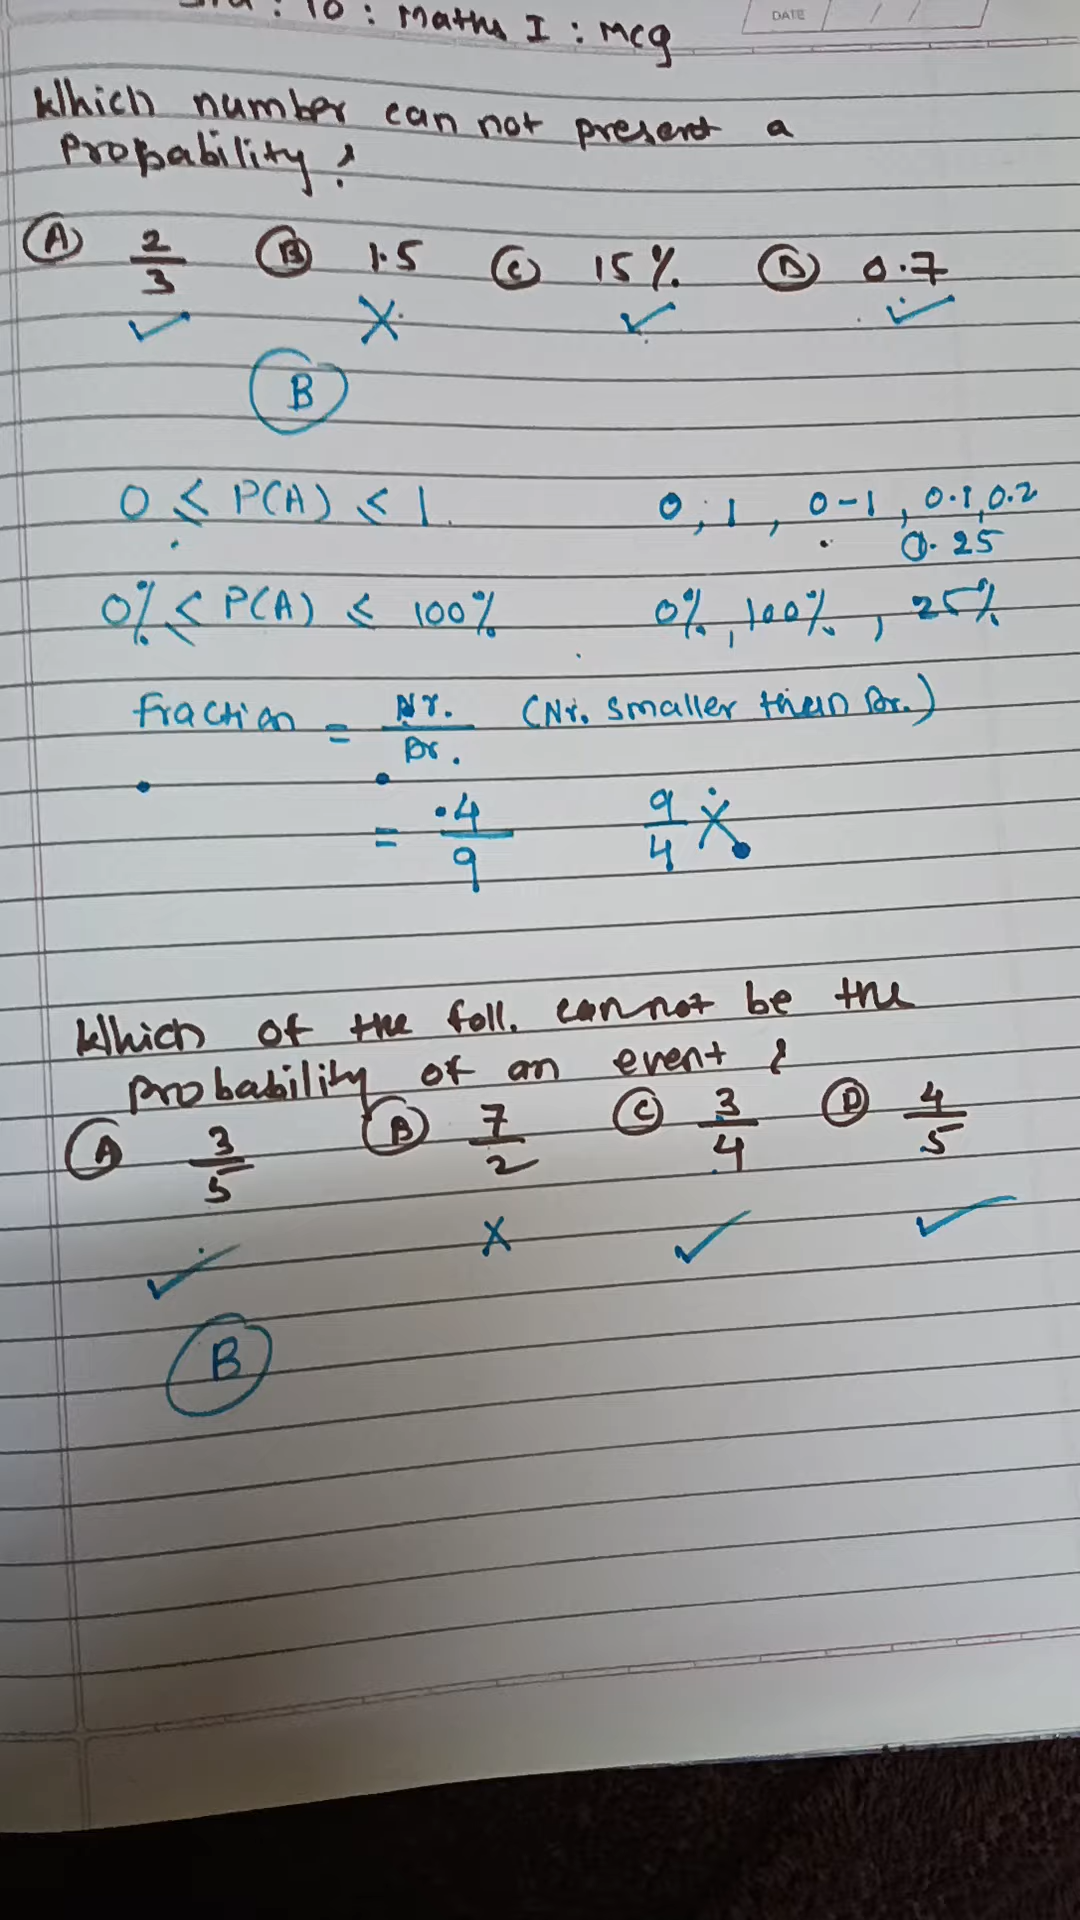 : 10 : Maths I : mcq
DATE / /
Which number can not present a
Probability ?
(A) 2/3 (B) 1.5 (C) 15% (D) 0.7
✓ X ✓ ✓
B
0 ≤ P(A) ≤ 1. 0, 1, 0-1, 0.1, 0.2
0.25
0% ≤ P(A) ≤ 100% 0%, 100%, 25%
Fraction = Nr./Dr. (Nr. smaller than Dr.)
= 4/9 9/4 X
Which of the foll. cannot be the
probability of an event ?
(A) 3/5 (B) 7/2 (C) 3/4 (D) 4/5
✓ X ✓ ✓
B